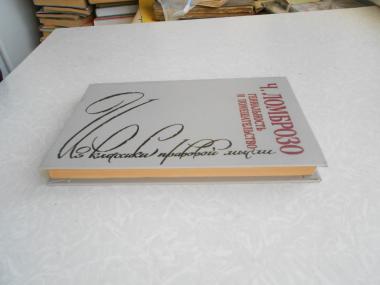 Ч. ЛОМБРОЗО
ГЕНИАЛЬНОСТЬ
И ПОМЕШАТЕЛЬСТВО
Из классики правовой мысли